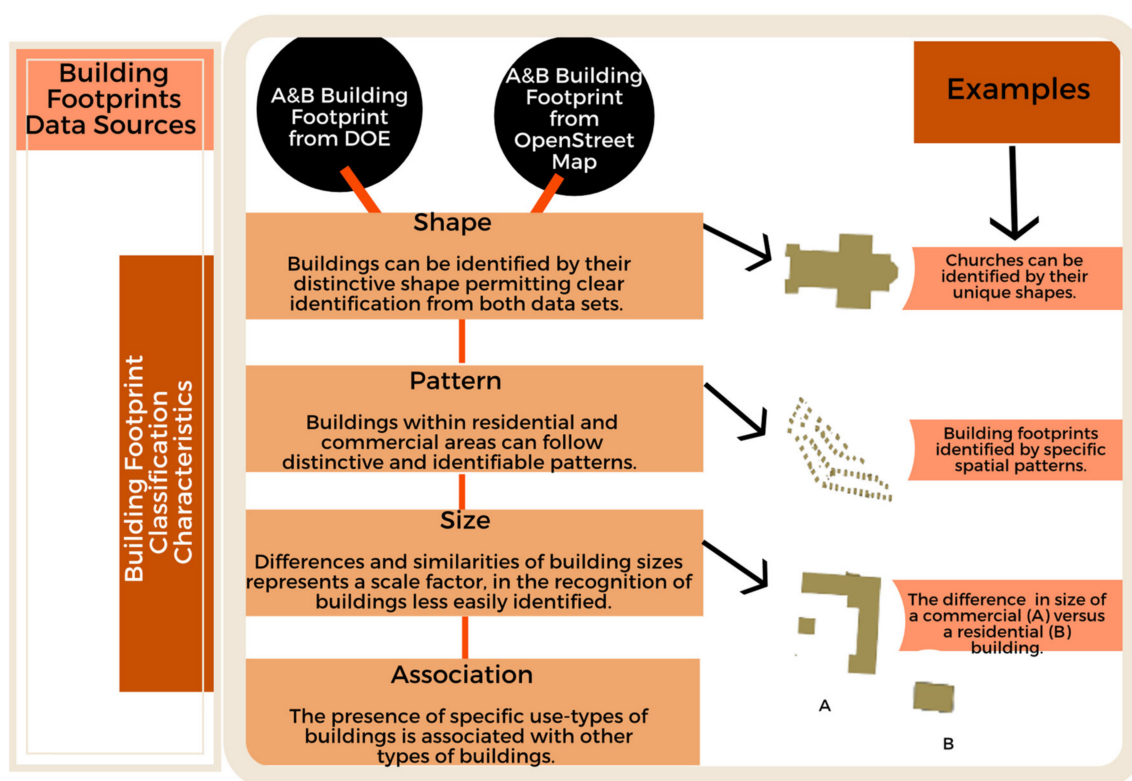 Building
Footprints
Data Sources
A&B Building
Footprint
from DOE
A&B Building
Footprint
from
OpenStreet
Map
Examples
Building Footprint
Classification
Characteristics
Shape
Buildings can be identified by their
distinctive shape permitting clear
identification from both data sets.
Churches can be
identified by their
unique shapes.
Pattern
Buildings within residential and
commercial areas can follow
distinctive and identifiable patterns.
Building footprints
identified by specific
spatial patterns.
Size
Differences and similarities of building sizes
represents a scale factor, in the recognition of
buildings less easily identified.
The difference in size of
a commercial (A) versus
a residential (B)
building.
A
B
Association
The presence of specific use-types of
buildings is associated with other
types of buildings.